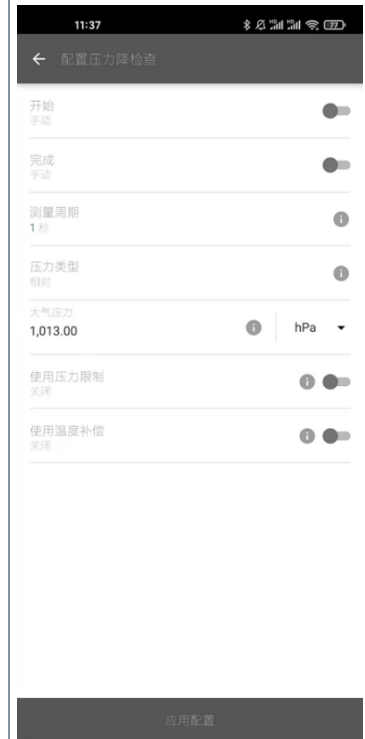 11:37
77
配置压力降检查
开始
手动
完成
手动
测量周期
1 秒
压力类型
相对
大气压力
1,013.00
hPa
使用压力限制
关闭
使用温度补偿
关闭
应用配置